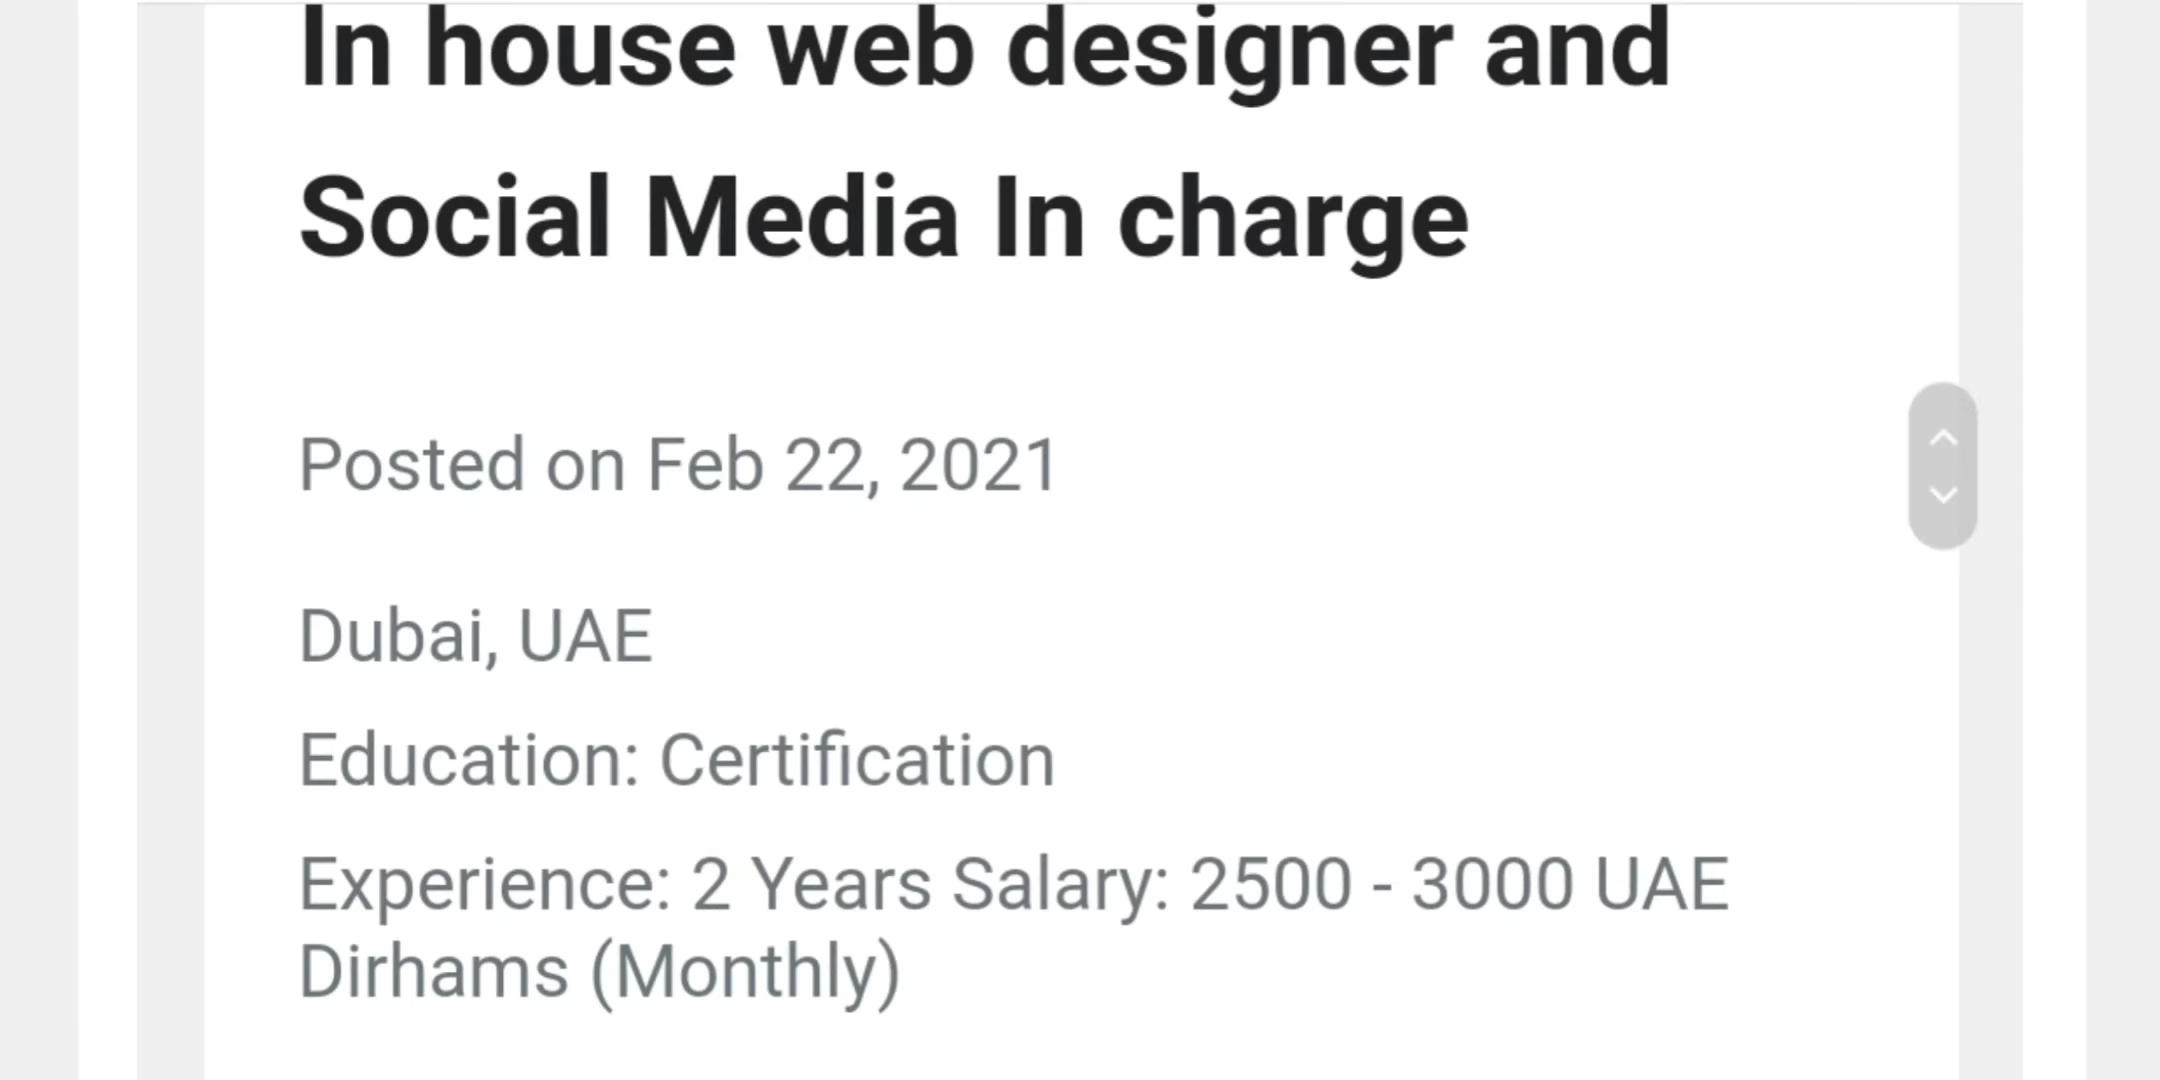 In house web designer and
Social Media In charge
Posted on Feb 22, 2021
Dubai, UAE
Education: Certification
Experience: 2 Years Salary: 2500 - 3000 UAE
Dirhams (Monthly)